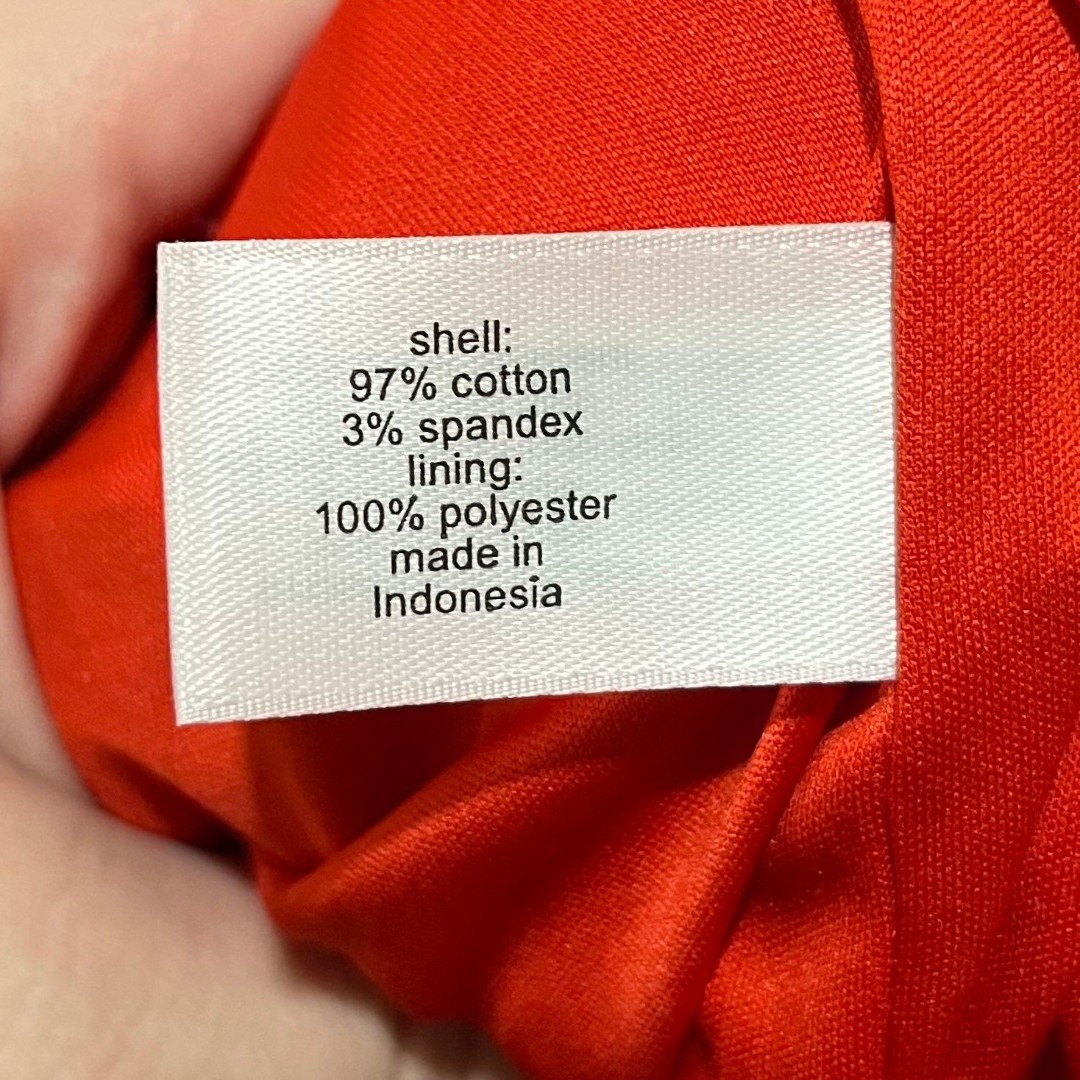 shell:
97% cotton
3% spandex
lining:
100% polyester
made in
Indonesia